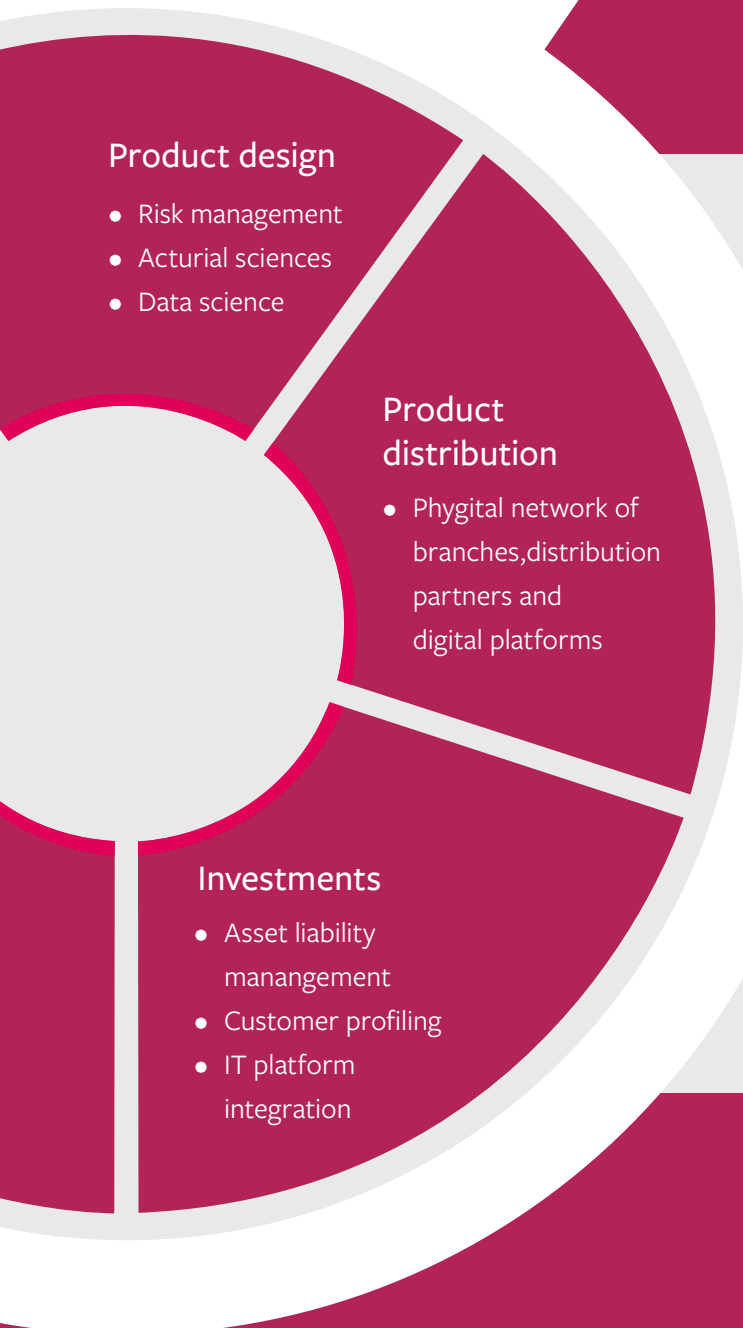 Product design
● Risk management
● Acturial sciences
● Data science
Product
distribution
● Phygital network of
branches,distribution
partners and
digital platforms
Investments
● Asset liability
manangement
● Customer profiling
● IT platform
integration